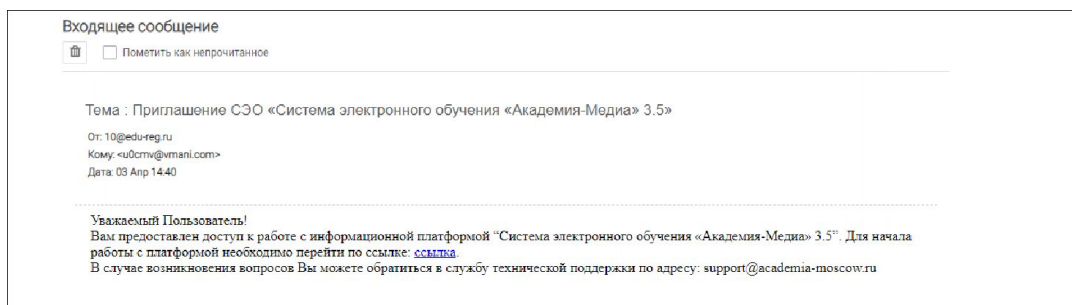 Входящее сообщение
Пометить как непрочитанное
Тема : Приглашение СЭО «Система электронного обучения «Академия-Медиа» 3.5»
От: 10@edu-reg.ru
Кому: <u0cmv@vmani.com>
Дата: 03 Апр 14:40
Уважаемый Пользователь!
Вам предоставлен доступ к работе с информационной платформой “Система электронного обучения «Академия-Медиа» 3.5”. Для начала
работы с платформой необходимо перейти по ссылке: ссылка.
В случае возникновения вопросов Вы можете обратиться в службу технической поддержки по адресу: support@academia-moscow.ru